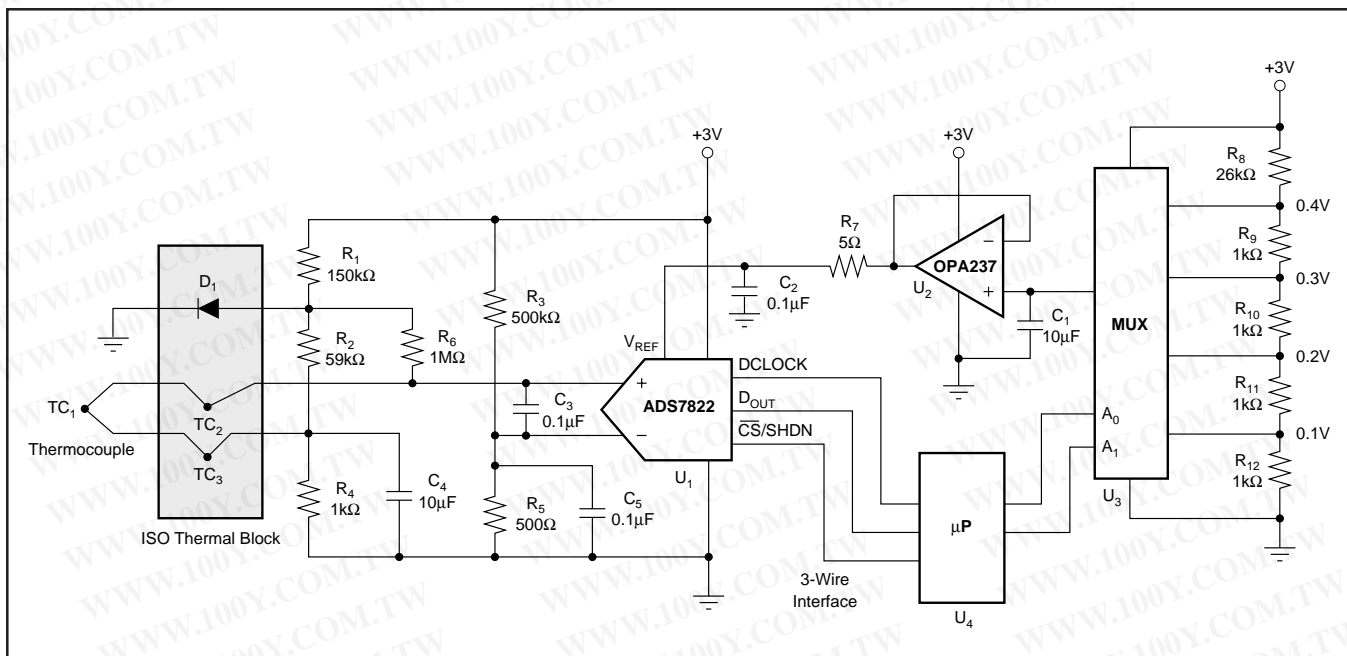 WWW.100Y.COM.TW
+3V
+3V
+3V
R8
26kΩ
0.4V
R9
1kΩ
0.3V
R10
1kΩ
0.2V
R11
1kΩ
0.1V
R12
1kΩ
MUX
A0
A1
U3
R7
5Ω
OPA237
−
+
U2
C1
10µF
C2
0.1µF
R1
150kΩ
D1
R2
59kΩ
R6
1MΩ
R3
500kΩ
VREF
DCLOCK
DOUT
CS/SHDN
+
−
ADS7822
U1
C3
0.1µF
TC1
Thermocouple
TC2
TC3
R4
1kΩ
C4
10µF
R5
500Ω
C5
0.1µF
ISO Thermal Block
3-Wire
Interface
µP
U4